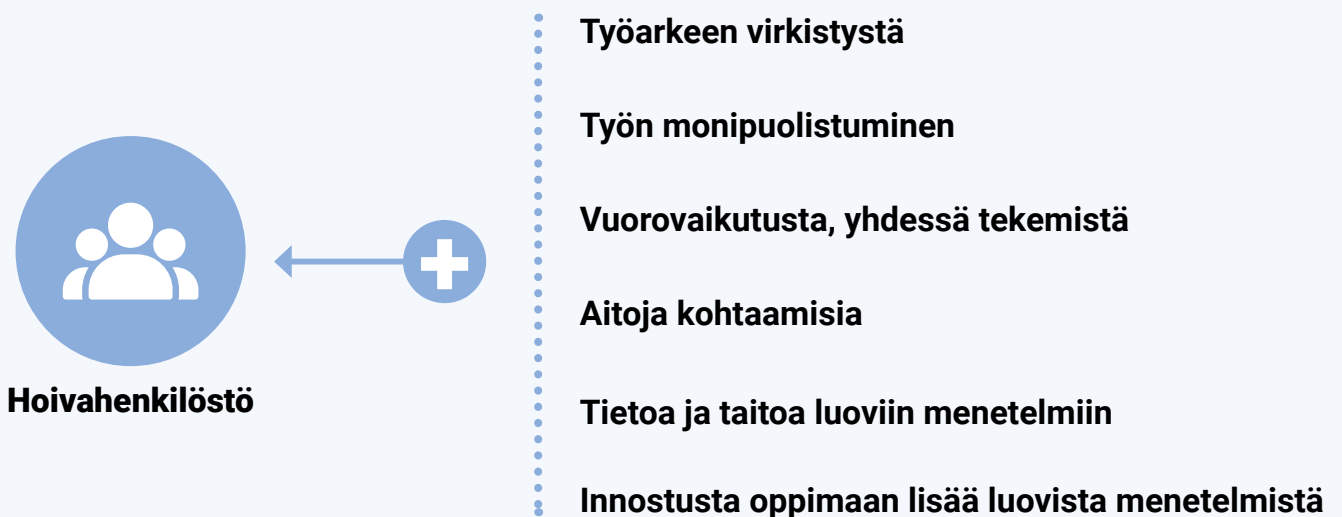 Työarkeen virkistystä
Työn monipuolistuminen
Vuorovaikutusta, yhdessä tekemistä
Aitoja kohtaamisia
Hoivahenkilöstö
Tietoa ja taitoa luoviin menetelmiin
Innostusta oppimaan lisää luovista menetelmistä